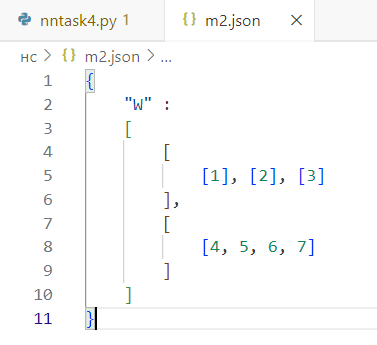 nntask4.py 1 {} m2.json ×
нс > {} m2.json > ...
1 {
2 "W" :
3 [
4 [
5 [1], [2], [3]
6 ],
7 [
8 [4, 5, 6, 7]
9 ]
10 ]
11 }